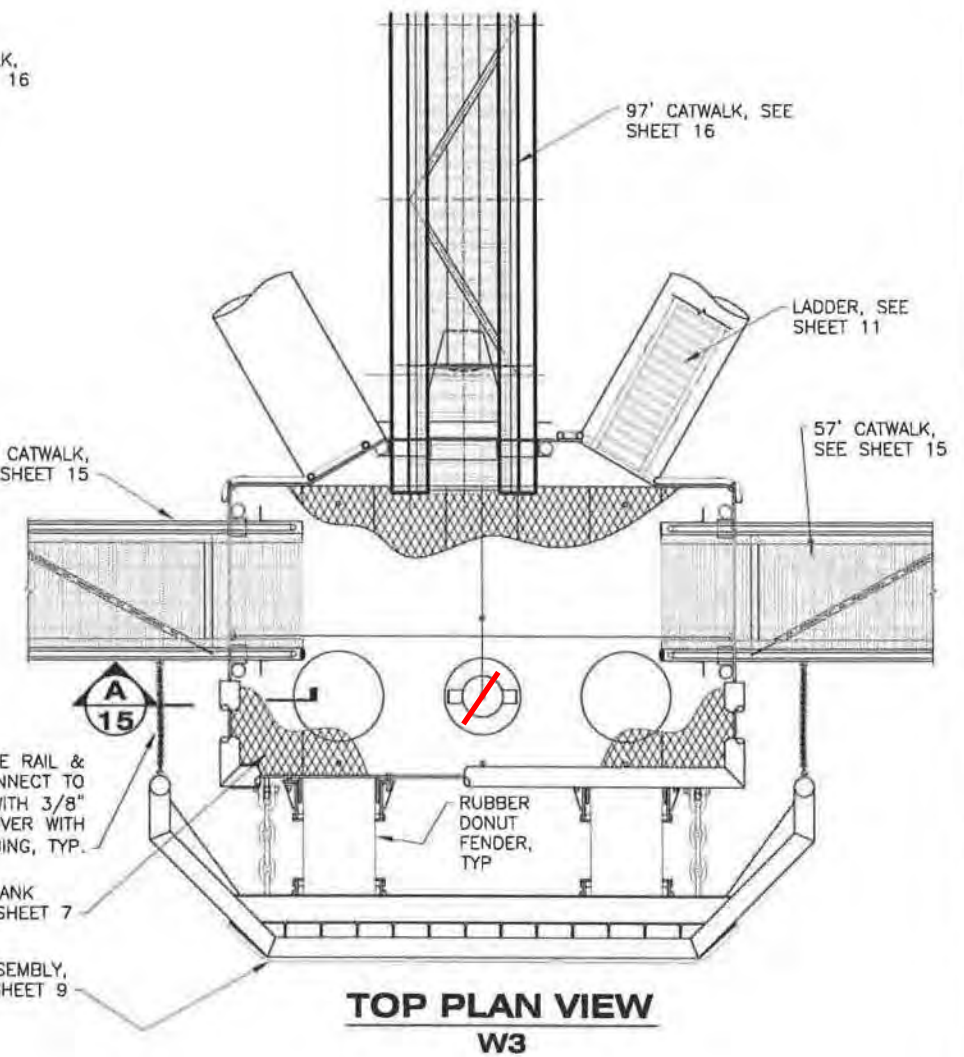 K,
16
97' CATWALK, SEE
SHEET 16
LADDER, SEE
SHEET 11
57' CATWALK,
SEE SHEET 15
CATWALK,
SHEET 15
A
15
E RAIL &
NNECT TO
WITH 3/8"
VER WITH
ING, TYP.
RUBBER
DONUT
FENDER,
TYP
ANK
SHEET 7
SEMBLY,
SHEET 9
TOP PLAN VIEW
W3